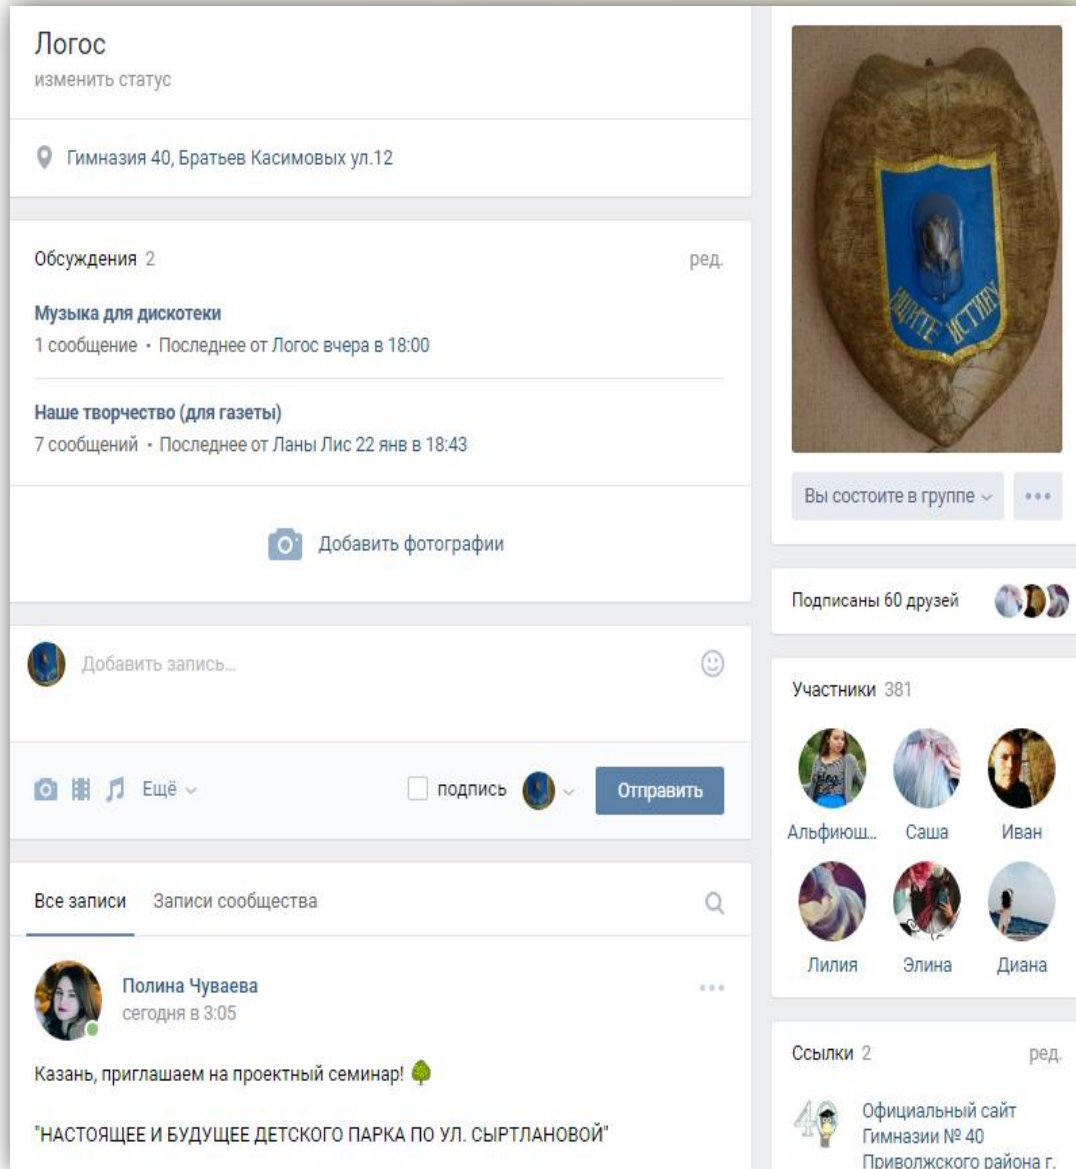 Логос
изменить статус
Гимназия 40, Братьев Касимовых ул.12
Обсуждения 2
ред.
Музыка для дискотеки
1 сообщение · Последнее от Логос вчера в 18:00
Наше творчество (для газеты)
7 сообщений · Последнее от Ланы Лис 22 янв в 18:43
Добавить фотографии
Добавить запись...
Ещё
подпись
Отправить
Все записи
Записи сообщества
Полина Чуваева
сегодня в 3:05
Казань, приглашаем на проектный семинар!
"НАСТОЯЩЕЕ И БУДУЩЕЕ ДЕТСКОГО ПАРКА ПО УЛ. СЫРТЛАНОВОЙ"
ИЩИТЕ ИСТИНУ
Вы состоите в группе
Подписаны 60 друзей
Участники 381
Альфиюш...
Саша
Иван
Лилия
Элина
Диана
Ссылки 2
ред.
40
Официальный сайт
Гимназии № 40
Приволжского района г.